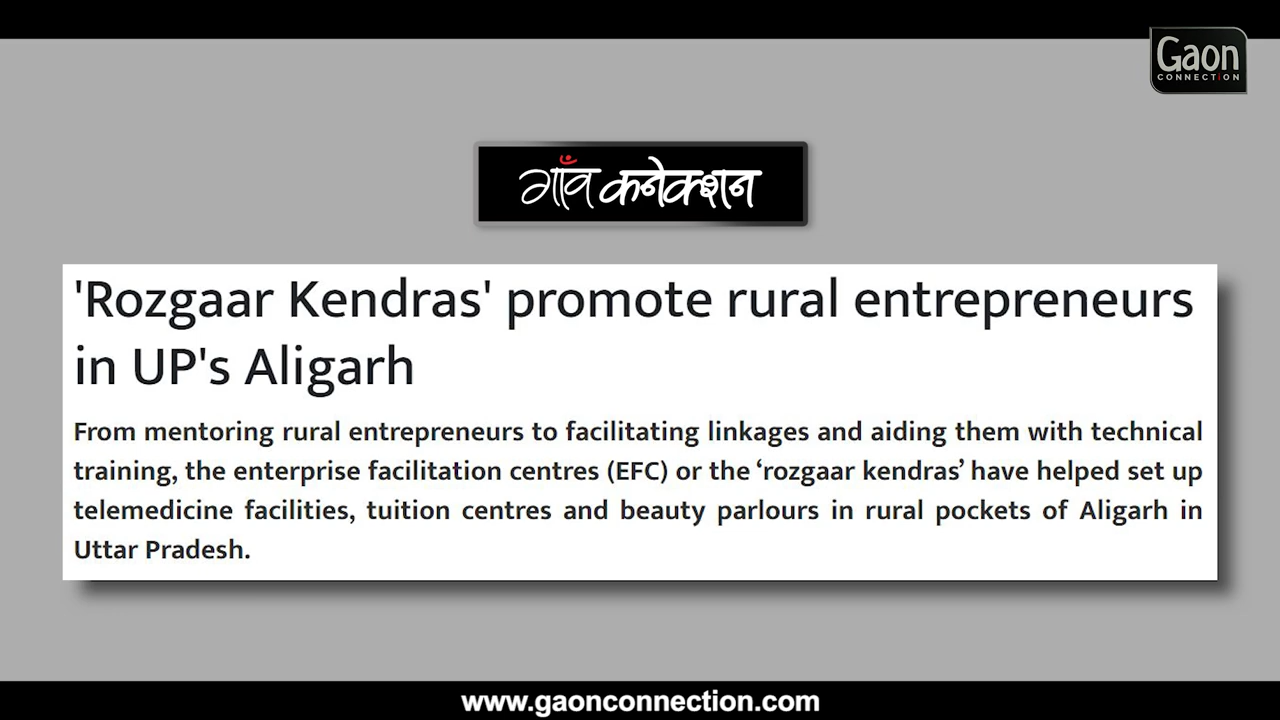 Gaon
CONNECTiON
गाँव कनेक्शन
'Rozgaar Kendras' promote rural entrepreneurs
in UP's Aligarh
From mentoring rural entrepreneurs to facilitating linkages and aiding them with technical
training, the enterprise facilitation centres (EFC) or the ‘rozgaar kendras’ have helped set up
telemedicine facilities, tuition centres and beauty parlours in rural pockets of Aligarh in
Uttar Pradesh.
www.gaonconnection.com